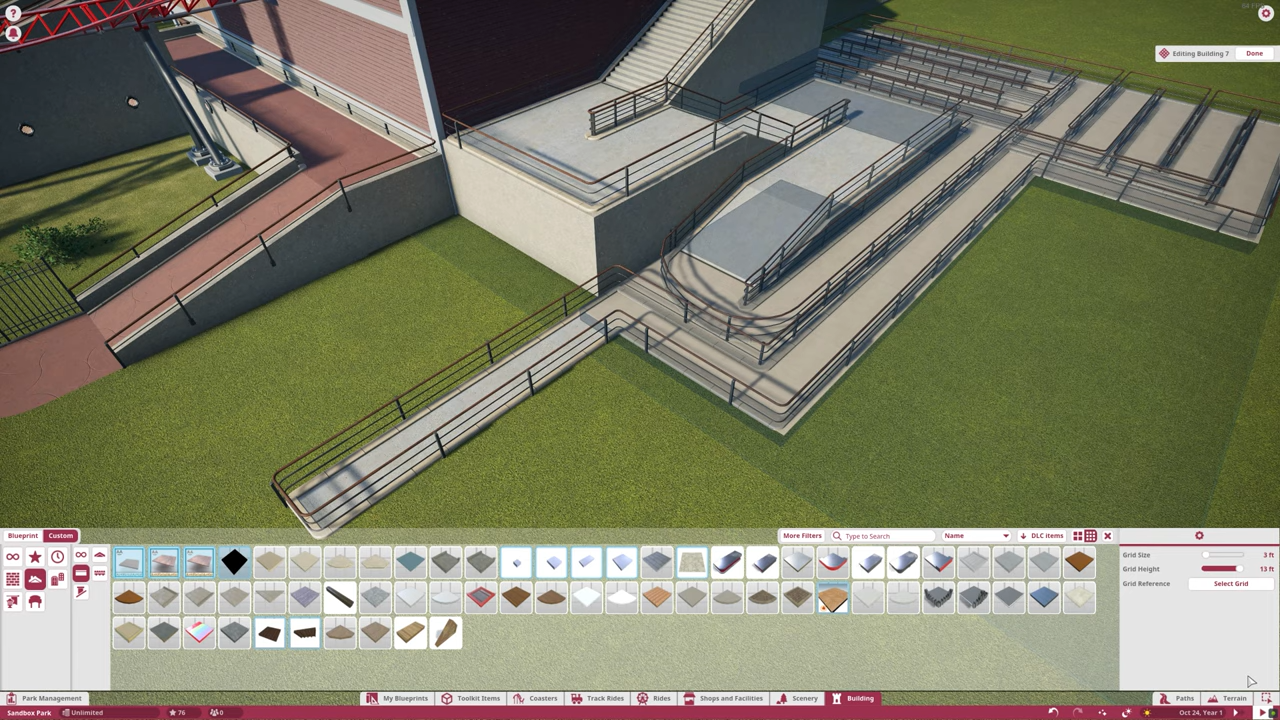 Editing Building 7 Done
Blueprint Custom More Filters Type to Search Name DLC items
Grid Size 3 ft
Grid Height 13 ft
Grid Reference Select Grid
Park Management My Blueprints Toolkit Items Coasters Track Rides Rides Shops and Facilities Scenery Building Paths Terrain
Sandbox Park Unlimited 76 0 Oct 24, Year 1